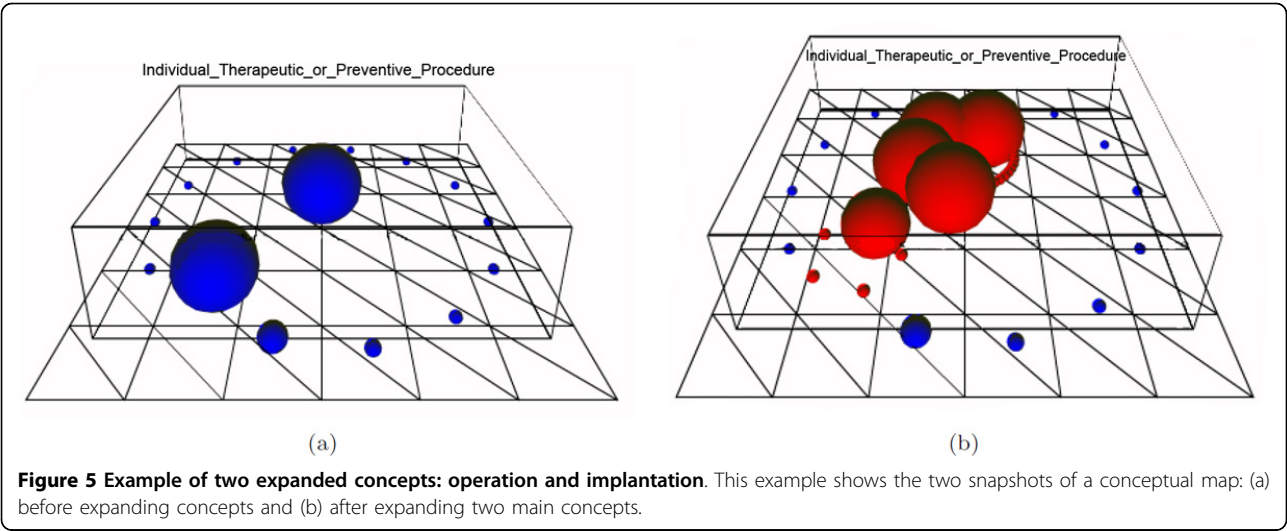 Individual_Therapeutic_or_Preventive_Procedure
Individual_Therapeutic_or_Preventive_Procedure
(a)
(b)
Figure 5 Example of two expanded concepts: operation and implantation. This example shows the two snapshots of a conceptual map: (a)
before expanding concepts and (b) after expanding two main concepts.